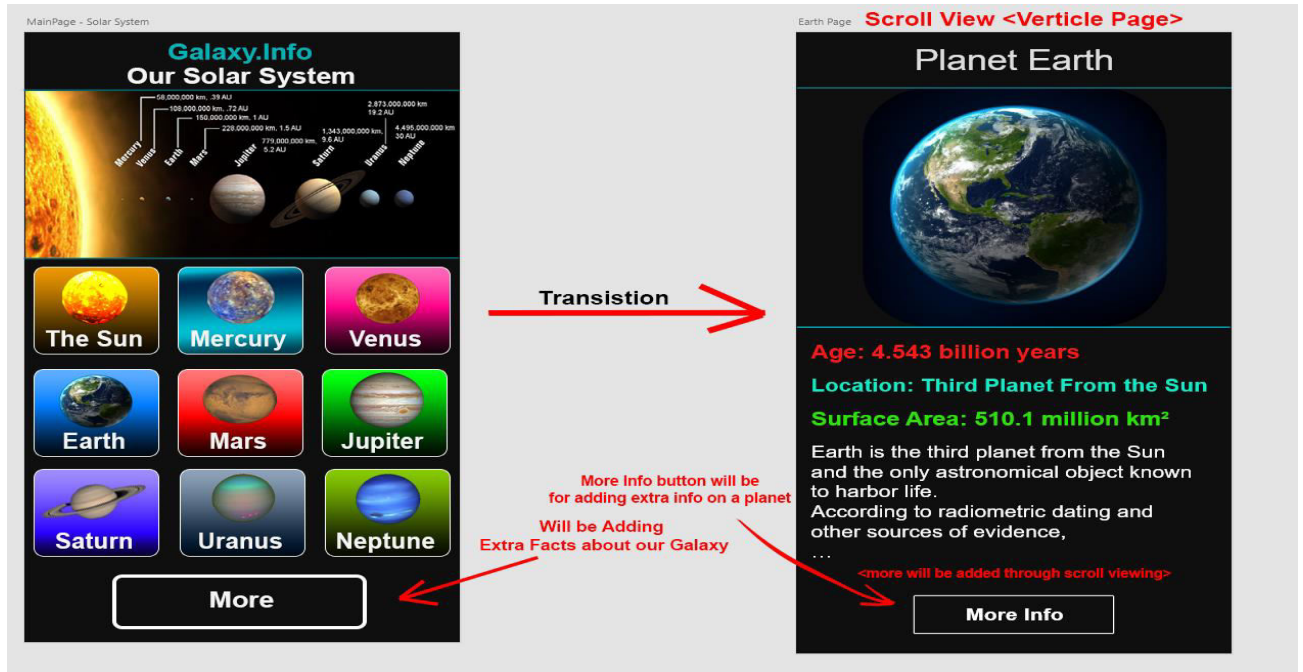 MainPage - Solar System
Galaxy.Info
Our Solar System
58,000,000 km, .39 AU
108,000,000 km, .72 AU
150,000,000 km, 1 AU
228,000,000 km, 1.5 AU
779,000,000 km,
5.2 AU
1,343,000,000 km,
9.6 AU
2,873,000,000 km
19.2 AU
4,495,000,000 km
30 AU
Mercury
Venus
Earth
Mars
Jupiter
Saturn
Uranus
Neptune
The Sun
Mercury
Venus
Earth
Mars
Jupiter
Saturn
Uranus
Neptune
More
Transistion
More Info button will be
for adding extra info on a planet
Will be Adding
Extra Facts about our Galaxy
Earth Page
Scroll View <Verticle Page>
Planet Earth
Age: 4.543 billion years
Location: Third Planet From the Sun
Surface Area: 510.1 million km²
Earth is the third planet from the Sun
and the only astronomical object known
to harbor life.
According to radiometric dating and
other sources of evidence,
...
<more will be added through scroll viewing>
More Info